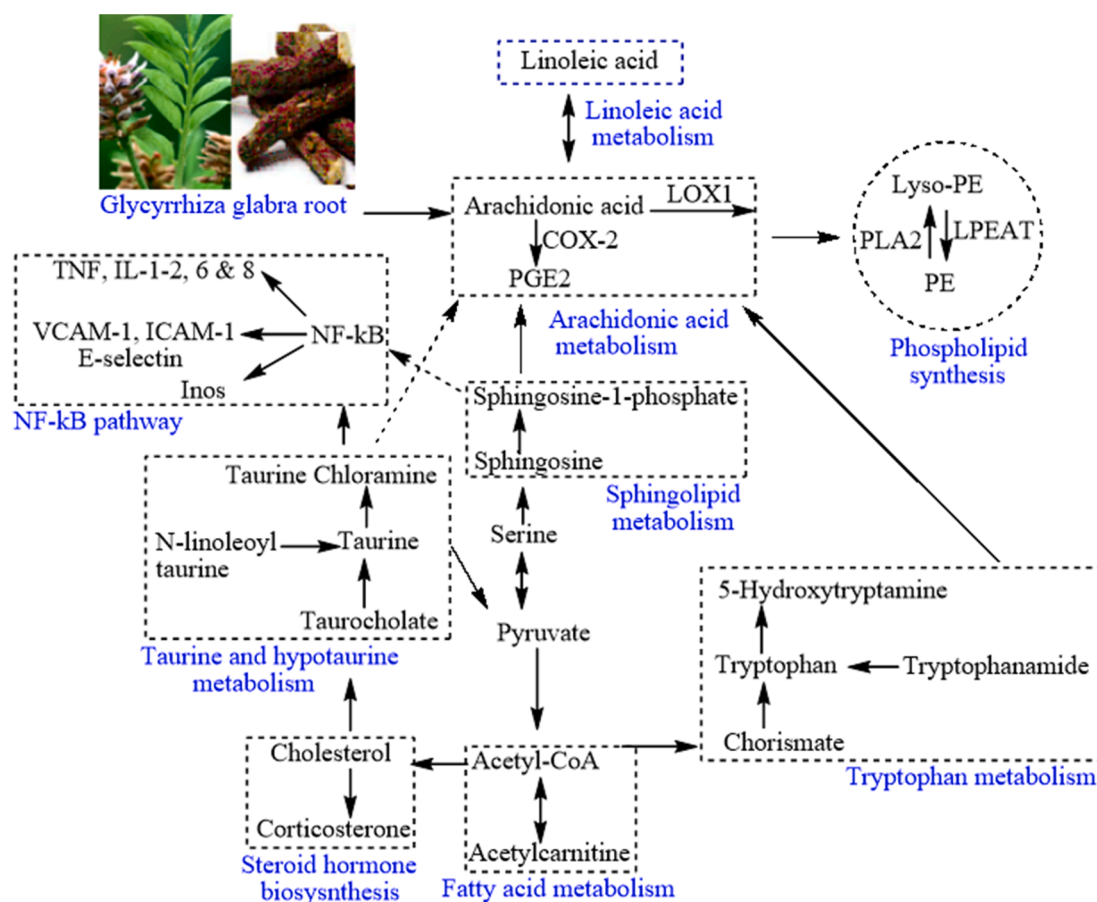 Linoleic acid
Linoleic acid
metabolism
Glycyrrhiza glabra root
Arachidonic acid
LOX1
COX-2
PGE2
Arachidonic acid
metabolism
Lyso-PE
PLA2
LPEAT
PE
Phospholipid
synthesis
TNF, IL-1-2, 6 & 8
VCAM-1, ICAM-1
E-selectin
NF-kB
Inos
NF-kB pathway
Sphingosine-1-phosphate
Sphingosine
Sphingolipid
metabolism
Taurine Chloramine
N-linoleoyl
taurine
Taurine
Taurocholate
Taurine and hypotaurine
metabolism
Serine
Pyruvate
5-Hydroxytryptamine
Tryptophan
Tryptophanamide
Chorismate
Tryptophan metabolism
Cholesterol
Corticosterone
Steroid hormone
biosysnthesis
Acetyl-CoA
Acetylcarnitine
Fatty acid metabolism